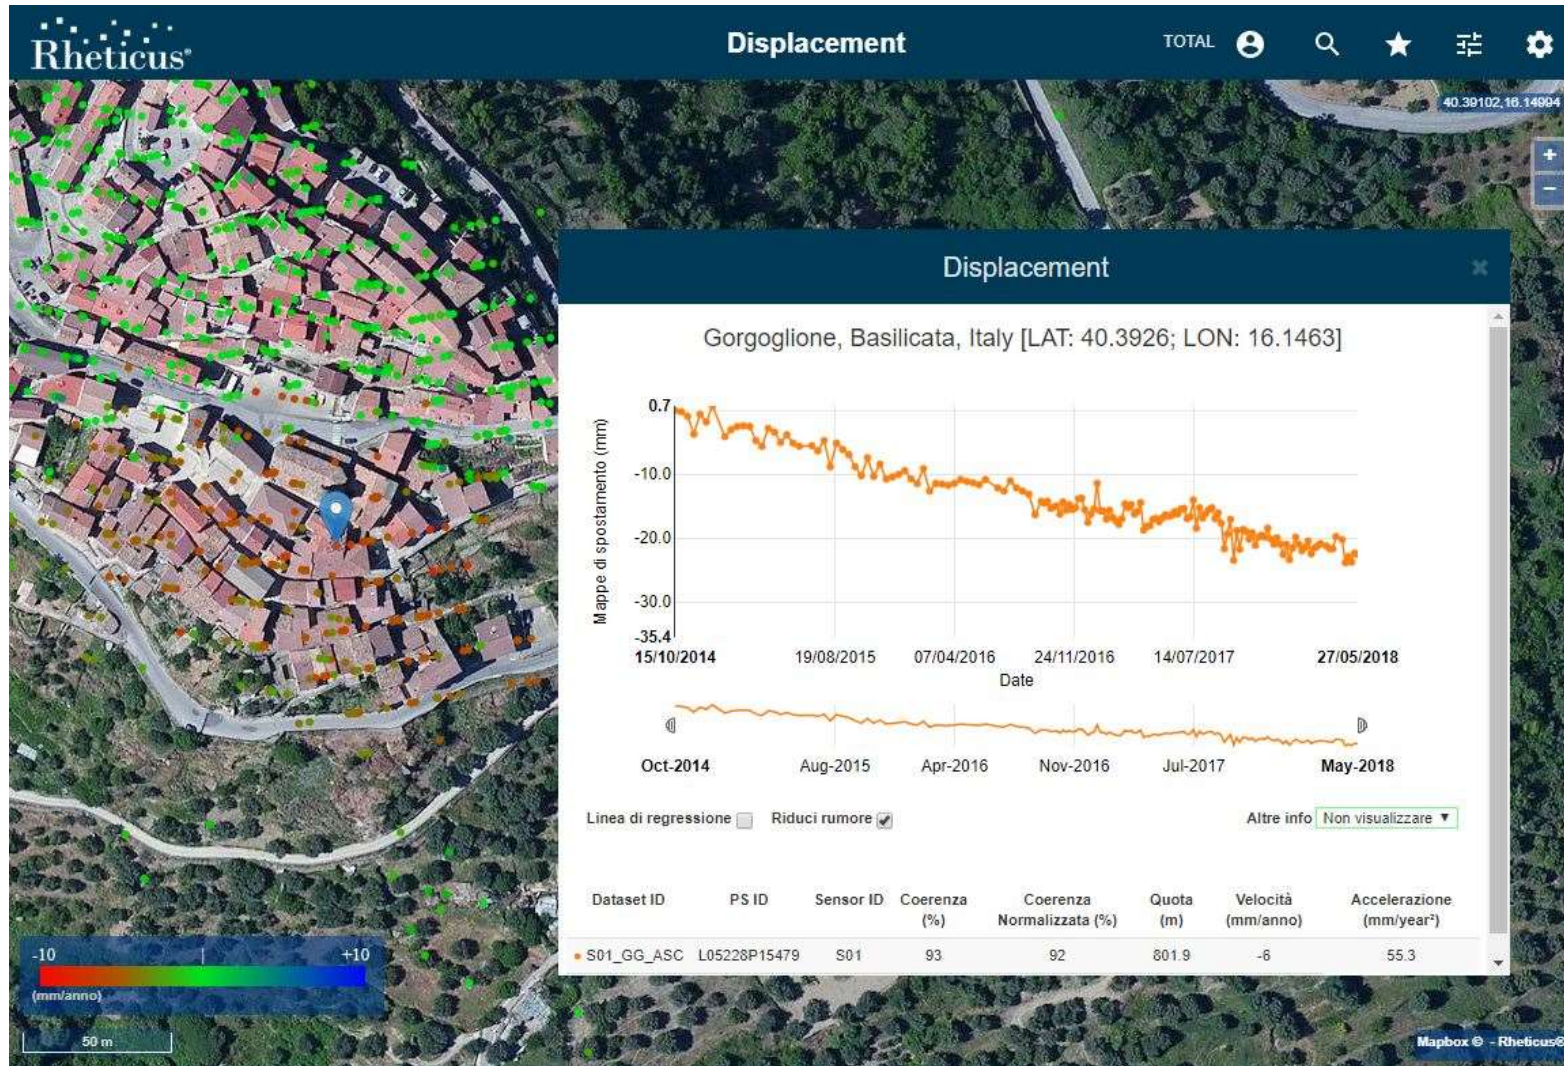 Rheticus®
Displacement
TOTAL
40.39102,16.14994
+
−
Displacement
Gorgoglione, Basilicata, Italy [LAT: 40.3926; LON: 16.1463]
Mappe di spostamento (mm)
0.7
-10.0
-20.0
-30.0
-35.4
15/10/2014 19/08/2015 07/04/2016 24/11/2016 14/07/2017 27/05/2018
Date
Oct-2014 Aug-2015 Apr-2016 Nov-2016 Jul-2017 May-2018
Linea di regressione Riduci rumore Altre info Non visualizzare
Dataset ID PS ID Sensor ID Coerenza (%) Coerenza Normalizzata (%) Quota (m) Velocità (mm/anno) Accelerazione (mm/year²)
S01_GG_ASC L05228P15479 S01 93 92 801.9 -6 55.3
-10 | +10
(mm/anno)
50 m
Mapbox © - Rheticus®